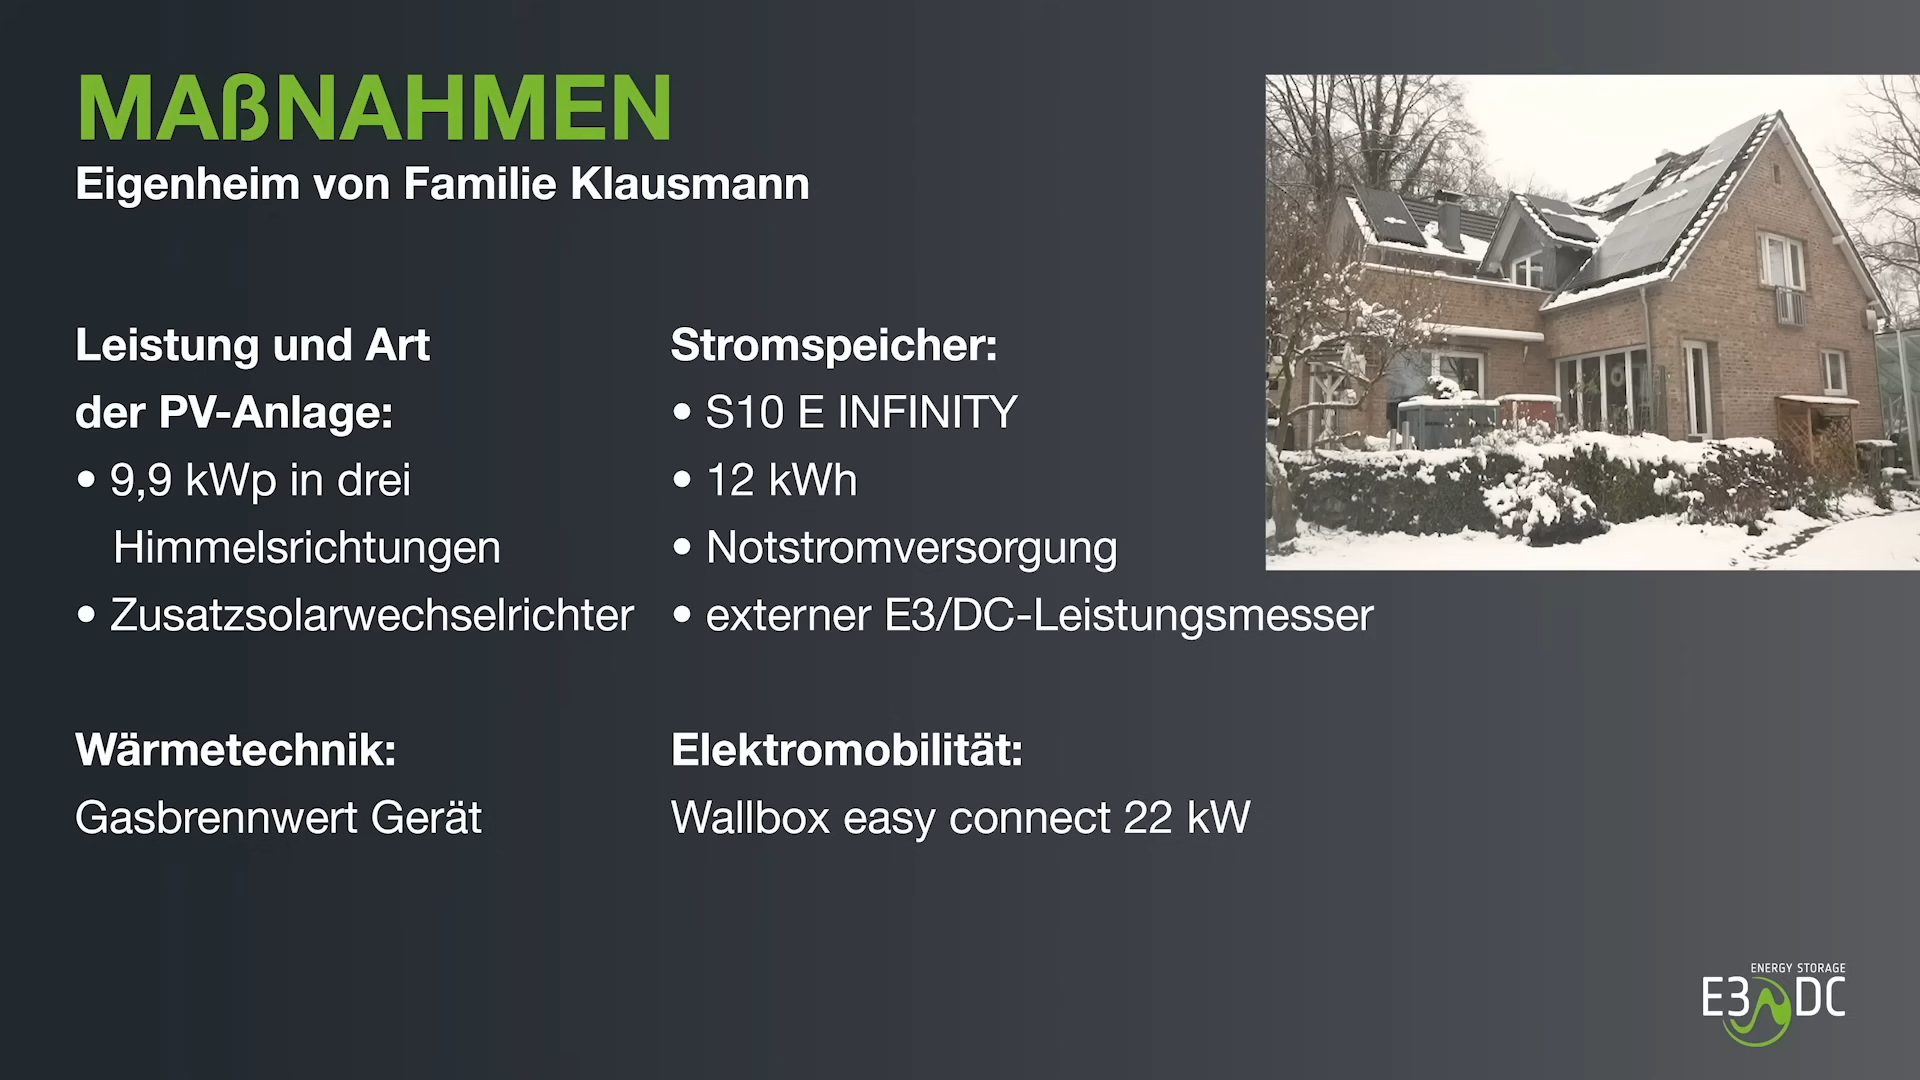 MAßNAHMEN
Eigenheim von Familie Klausmann
Leistung und Art
der PV-Anlage:
• 9,9 kWp in drei
Himmelsrichtungen
• Zusatzsolarwechselrichter
Stromspeicher:
• S10 E INFINITY
• 12 kWh
• Notstromversorgung
• externer E3/DC-Leistungsmesser
Wärmetechnik:
Gasbrennwert Gerät
Elektromobilität:
Wallbox easy connect 22 kW
ENERGY STORAGE
E3 DC